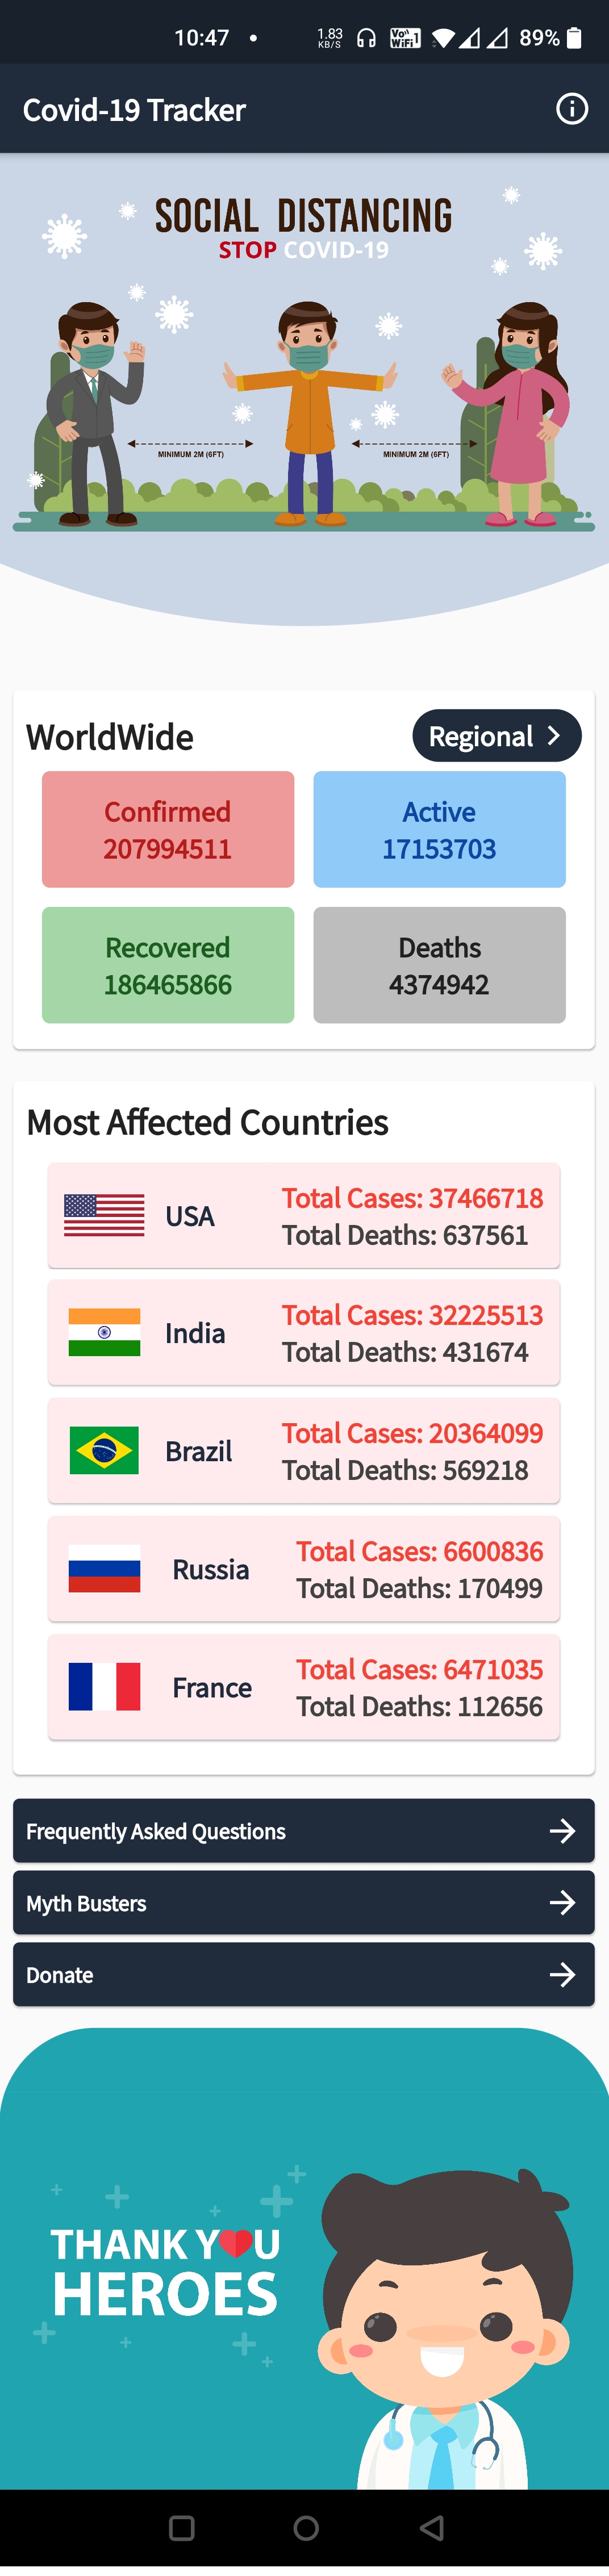 10:47 • 1.83 KB/S Vo WiFi 1 89%
Covid-19 Tracker
SOCIAL DISTANCING
STOP COVID-19
MINIMUM 2M (6FT) MINIMUM 2M (6FT)
WorldWide Regional
Confirmed Active
207994511 17153703
Recovered Deaths
186465866 4374942
Most Affected Countries
Total Cases: 37466718
USA
Total Deaths: 637561
Total Cases: 32225513
India
Total Deaths: 431674
Total Cases: 20364099
Brazil
Total Deaths: 569218
Total Cases: 6600836
Russia
Total Deaths: 170499
Total Cases: 6471035
France
Total Deaths: 112656
Frequently Asked Questions
Myth Busters
Donate
THANK Y❤U
HEROES